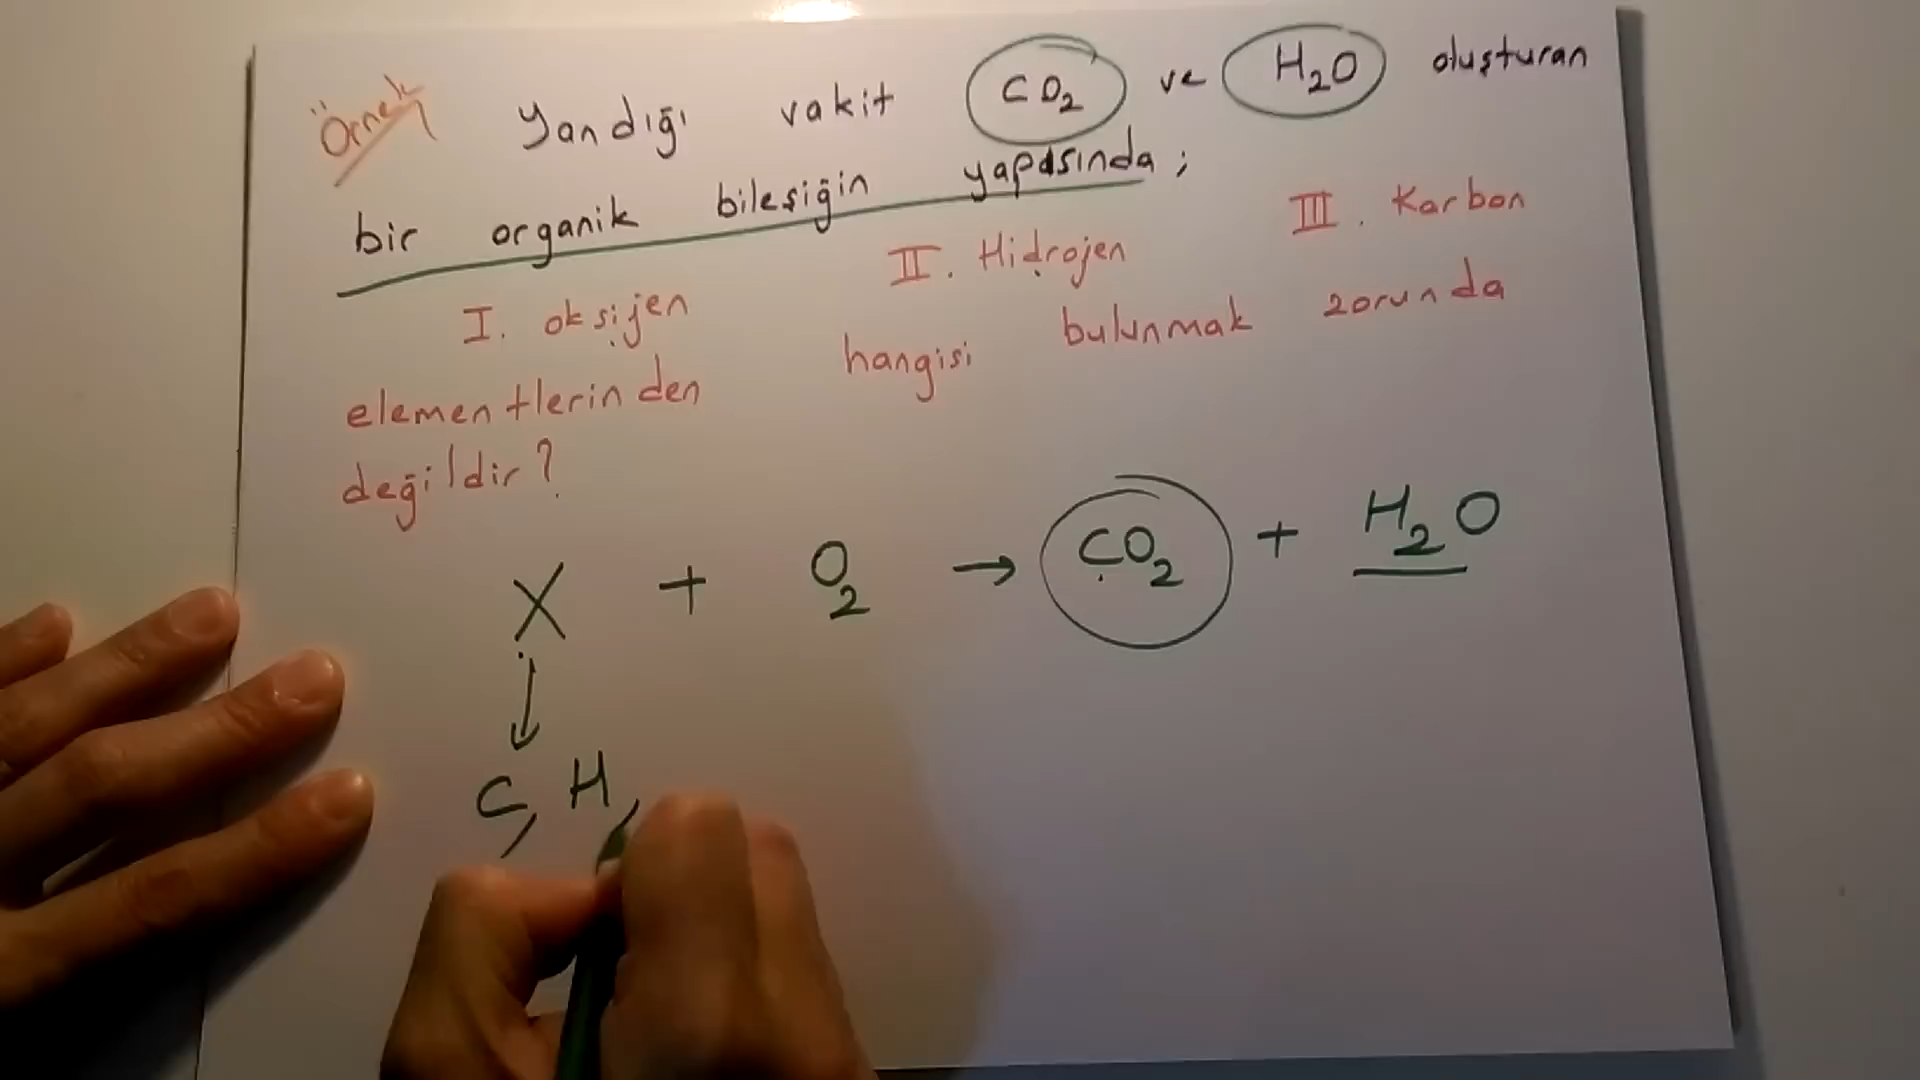 Örnek Yandığı vakit CO₂ ve H₂O oluşturan
bir organik bileşiğin yapısında ;
I. oksijen II. Hidrojen III. Karbon
elementlerinden hangisi bulunmak zorunda
değildir?
X + O₂ → CO₂ + H₂O
↓
C, H,